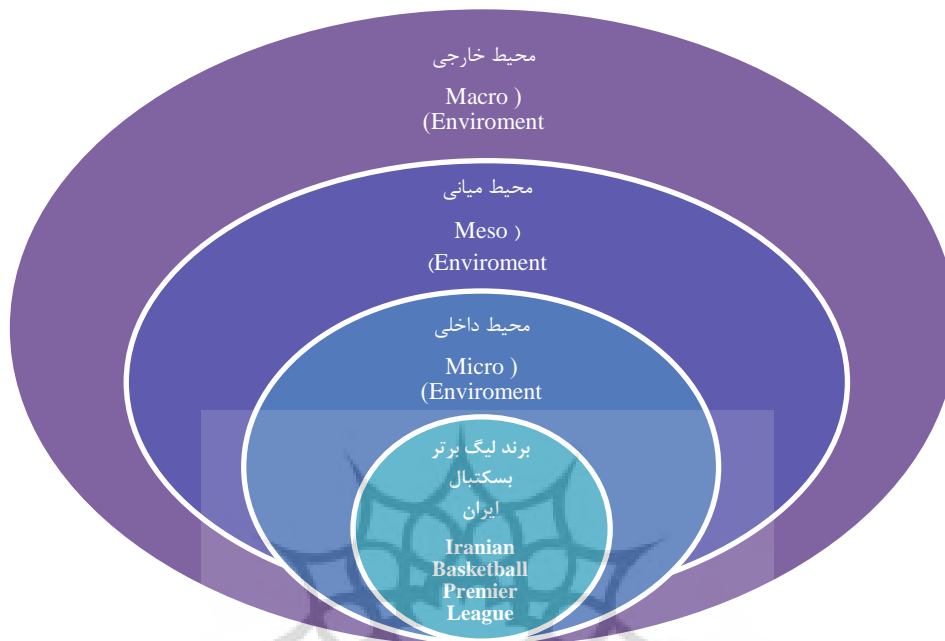 محیط خارجی
Macro )
(Enviroment
محیط میانی
Meso )
(Enviroment
محیط داخلی
Micro )
(Enviroment
برند لیگ برتر
بسکتبال
ایران
Iranian
Basketball
Premier
League